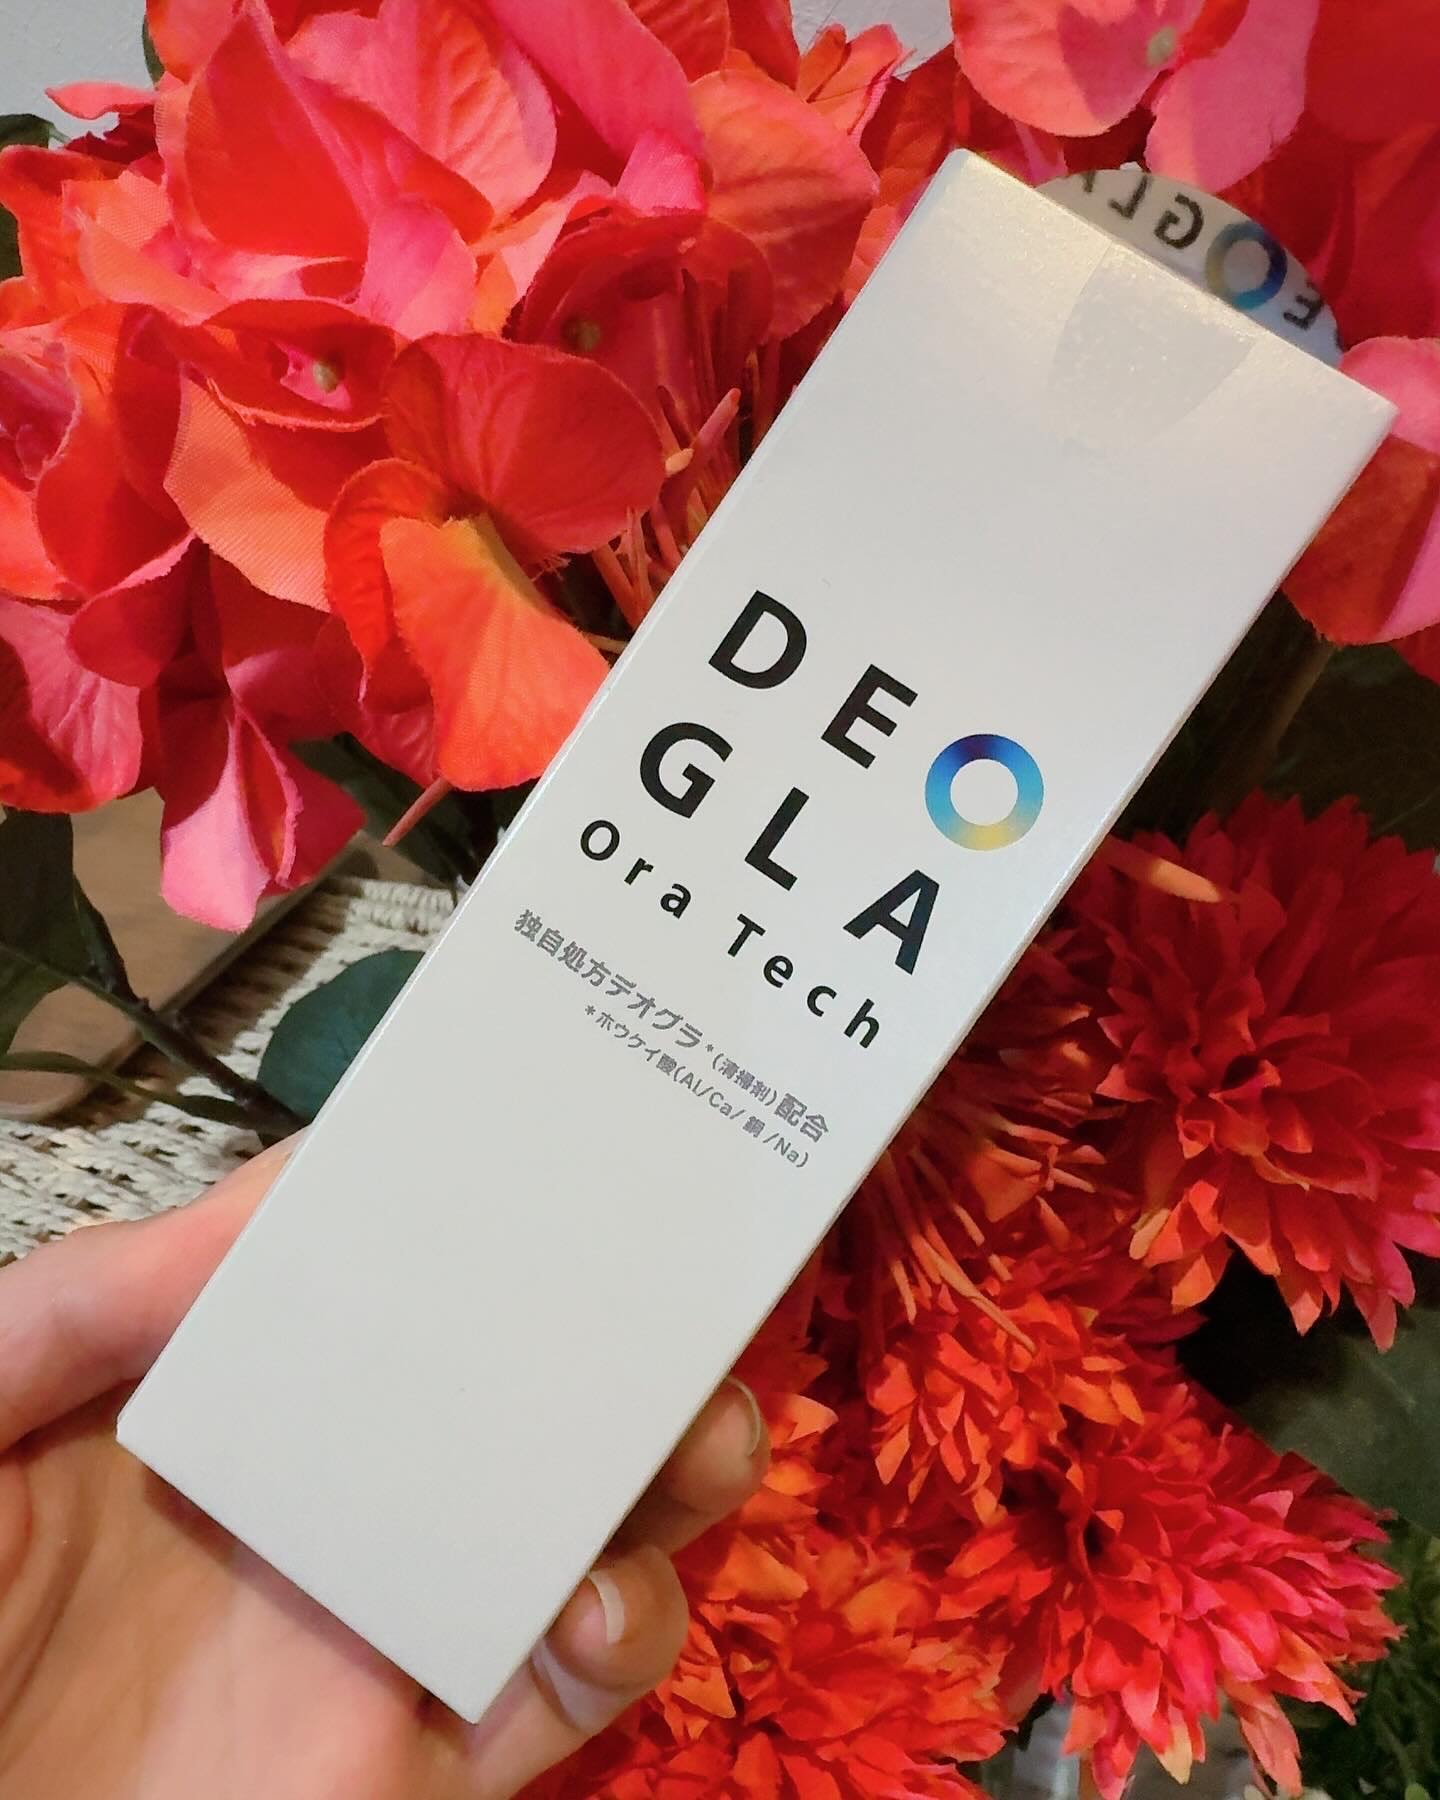 DEO
GLA
Ora Tech
独自処方デオグラ*(清掃剤)配合
*ホウケイ酸(Al/Ca/銅/Na)
DEOGL